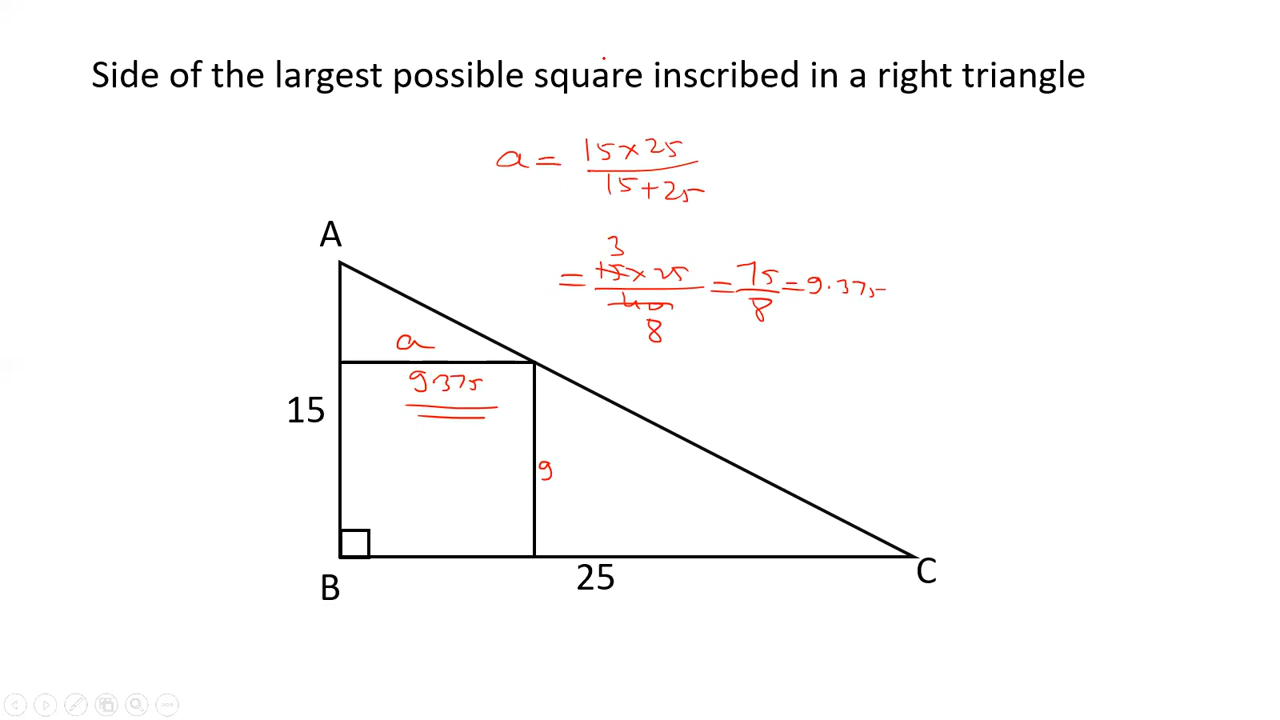 Side of the largest possible square inscribed in a right triangle
a = 15×25
15+25
3
= 15×25 = 75 = 9.375
40 8
8
A
a
9.375
15
9
B
25
C